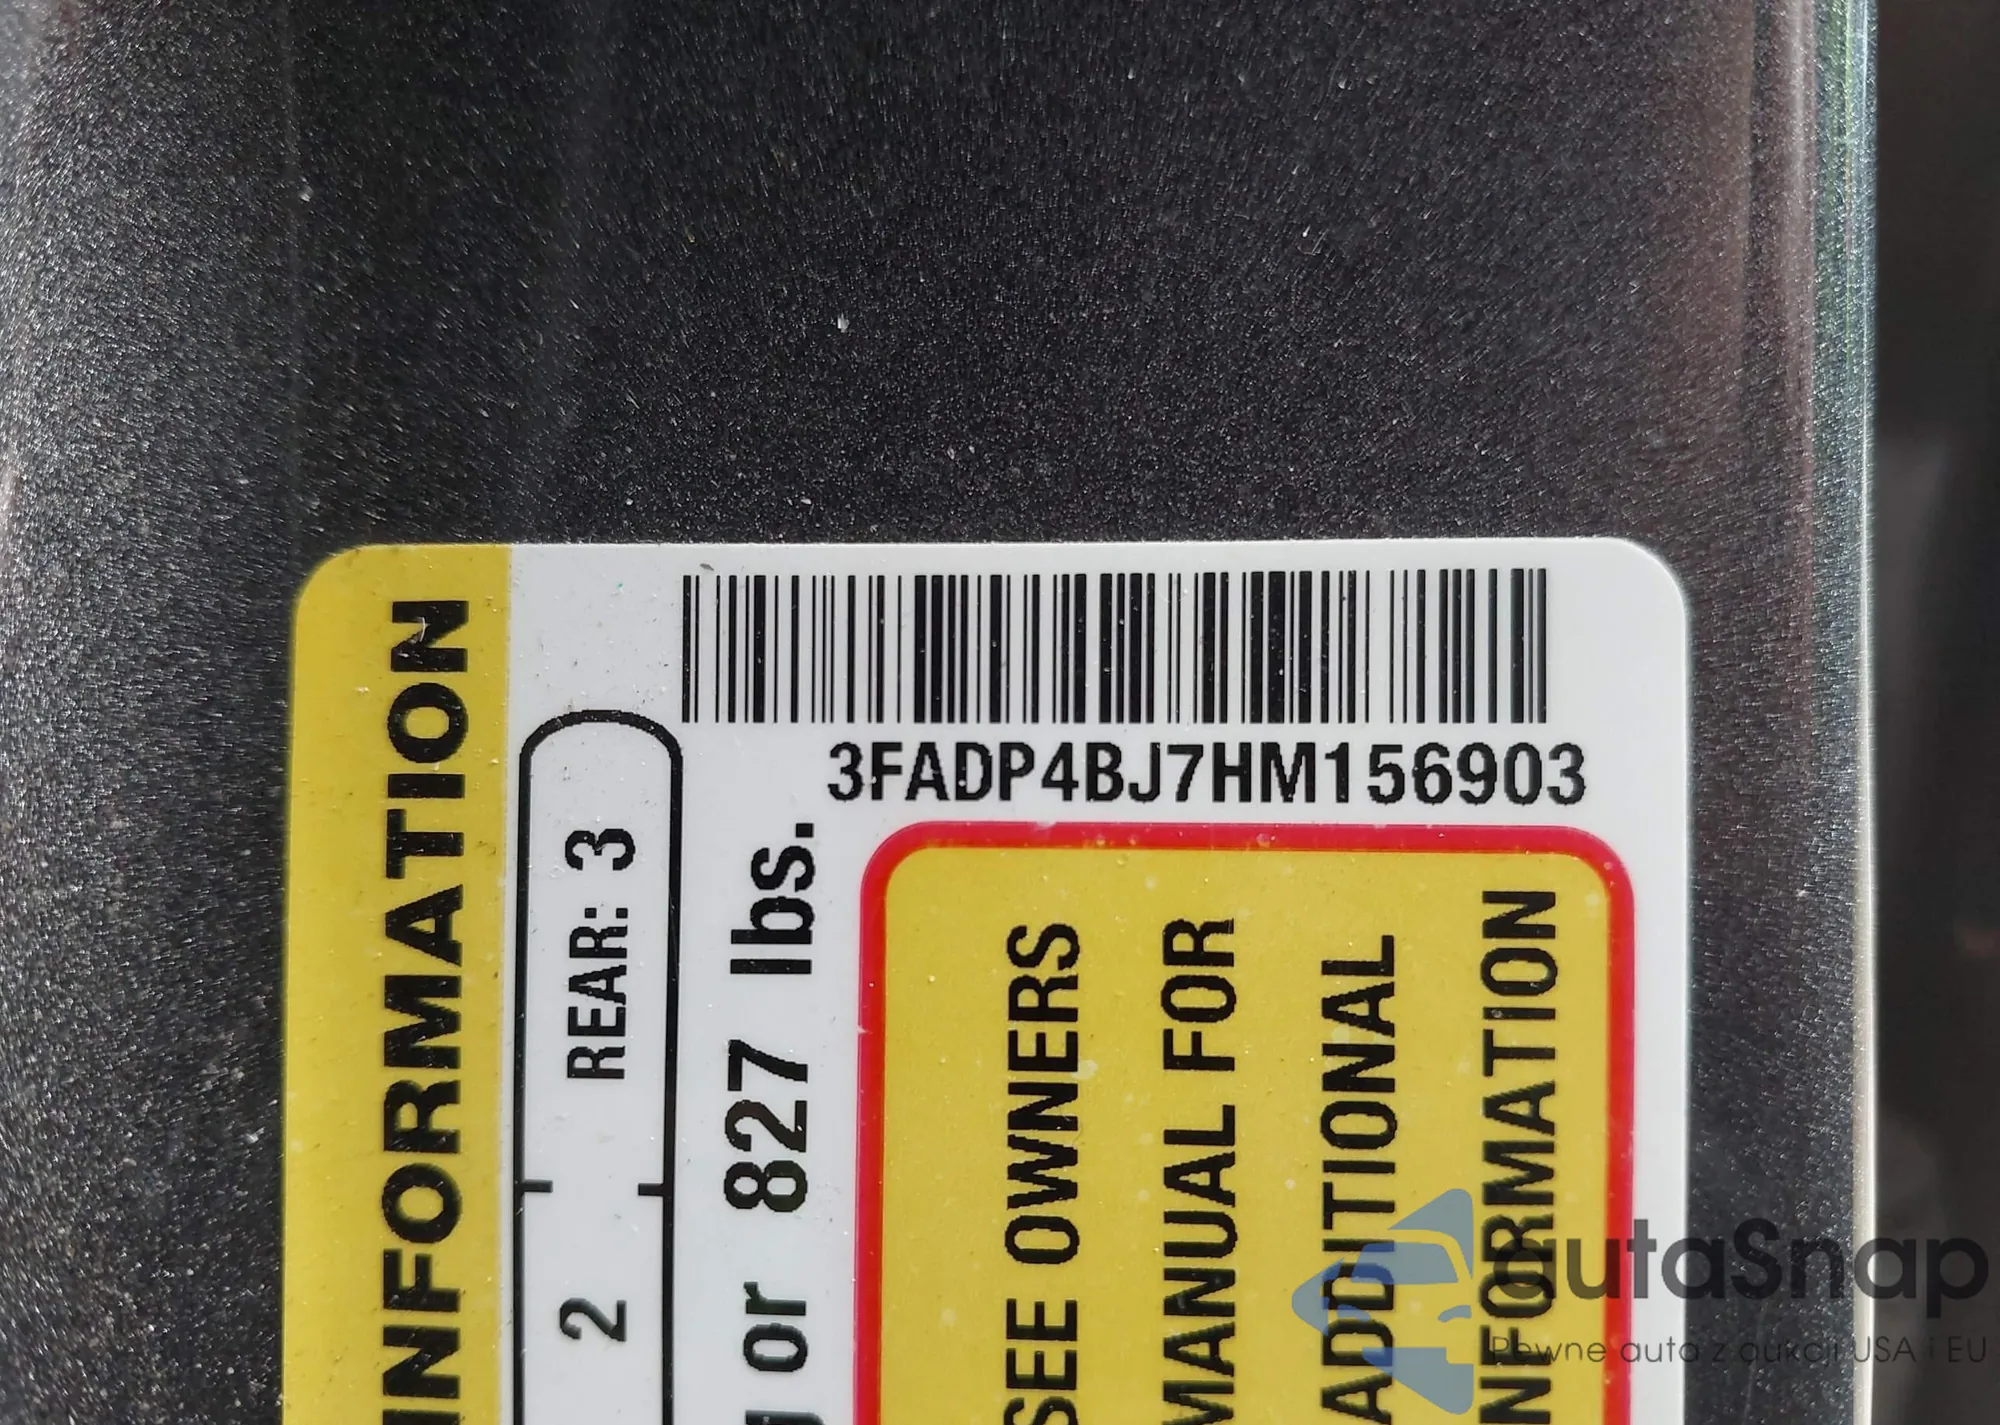 3FADP4BJ7HM156903
INFORMATION
2 REAR: 3
or 827 lbs.
SEE OWNERS
MANUAL FOR
ADDITIONAL
INFORMATION
autaSnap
Pewne auta z aukcji USA i EU